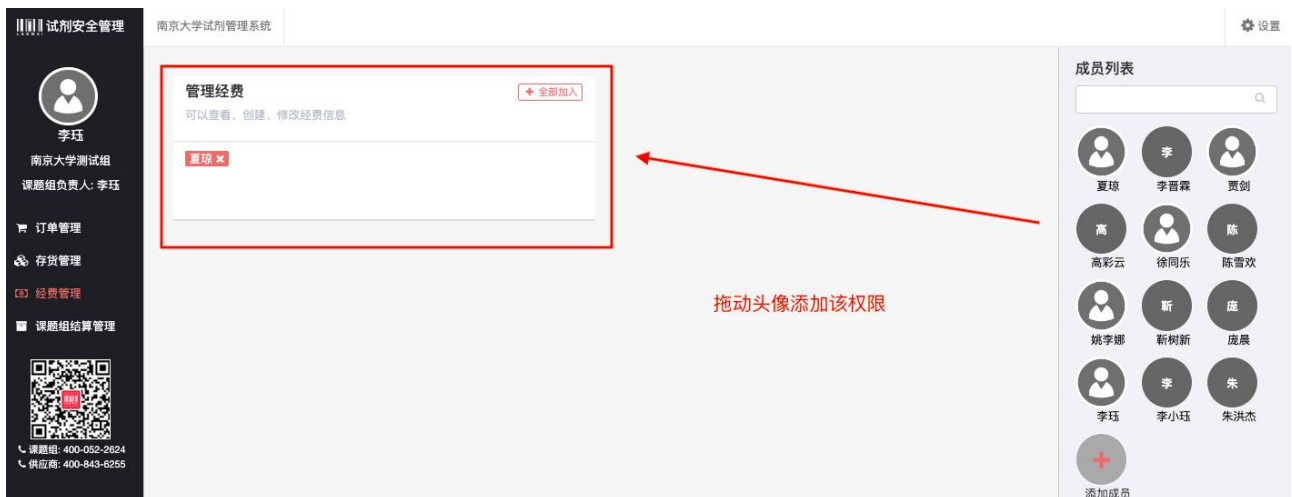 试剂安全管理
李珏
南京大学测试组
课题组负责人: 李珏
订单管理
存货管理
经费管理
课题组结算管理
课题组: 400-052-2624
供应商: 400-843-6255
南京大学试剂管理系统
设置
管理经费
+ 全部加入
可以查看、创建、修改经费信息
夏琼 ×
拖动头像添加该权限
成员列表
夏琼 李 李晋霖 贾剑
高 高彩云 徐同乐 陈 陈雪欢
姚李娜 靳 靳树新 庞 庞晨
李珏 李 李小珏 朱 朱洪杰
添加成员